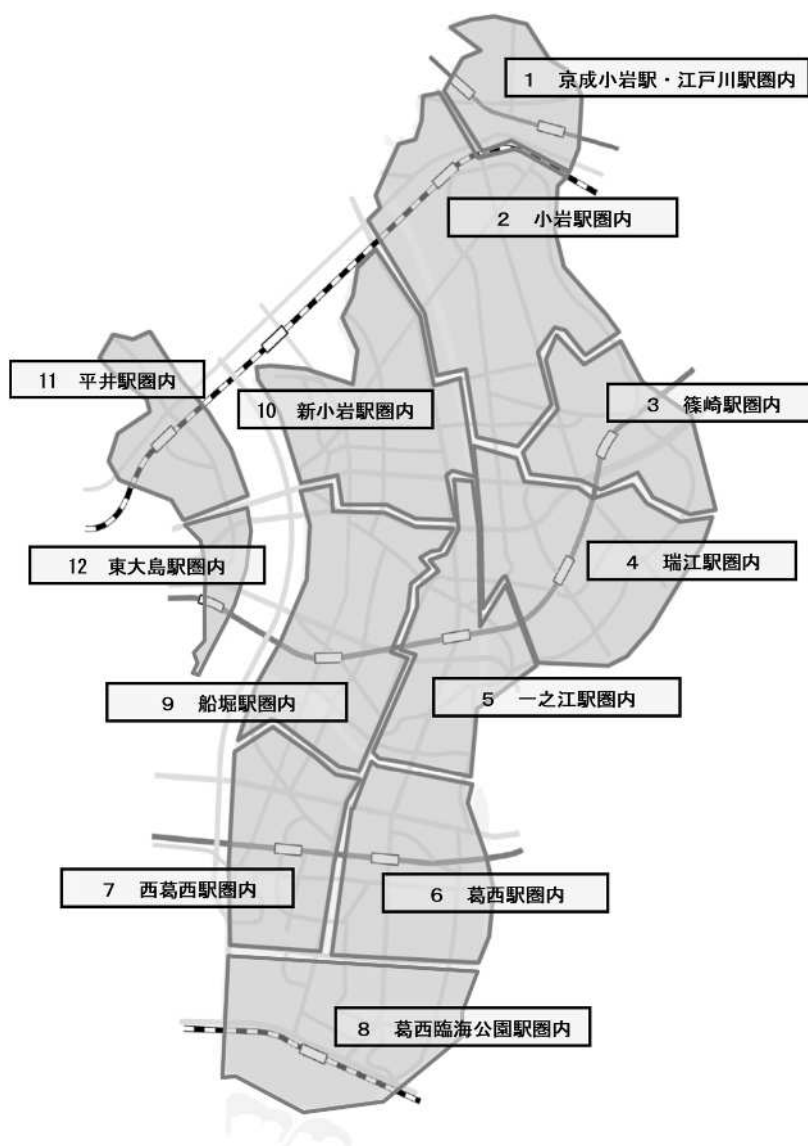 1 京成小岩駅・江戸川駅圏内
2 小岩駅圏内
11 平井駅圏内
10 新小岩駅圏内
3 篠崎駅圏内
12 東大島駅圏内
4 瑞江駅圏内
9 船堀駅圏内
5 一之江駅圏内
7 西葛西駅圏内
6 葛西駅圏内
8 葛西臨海公園駅圏内